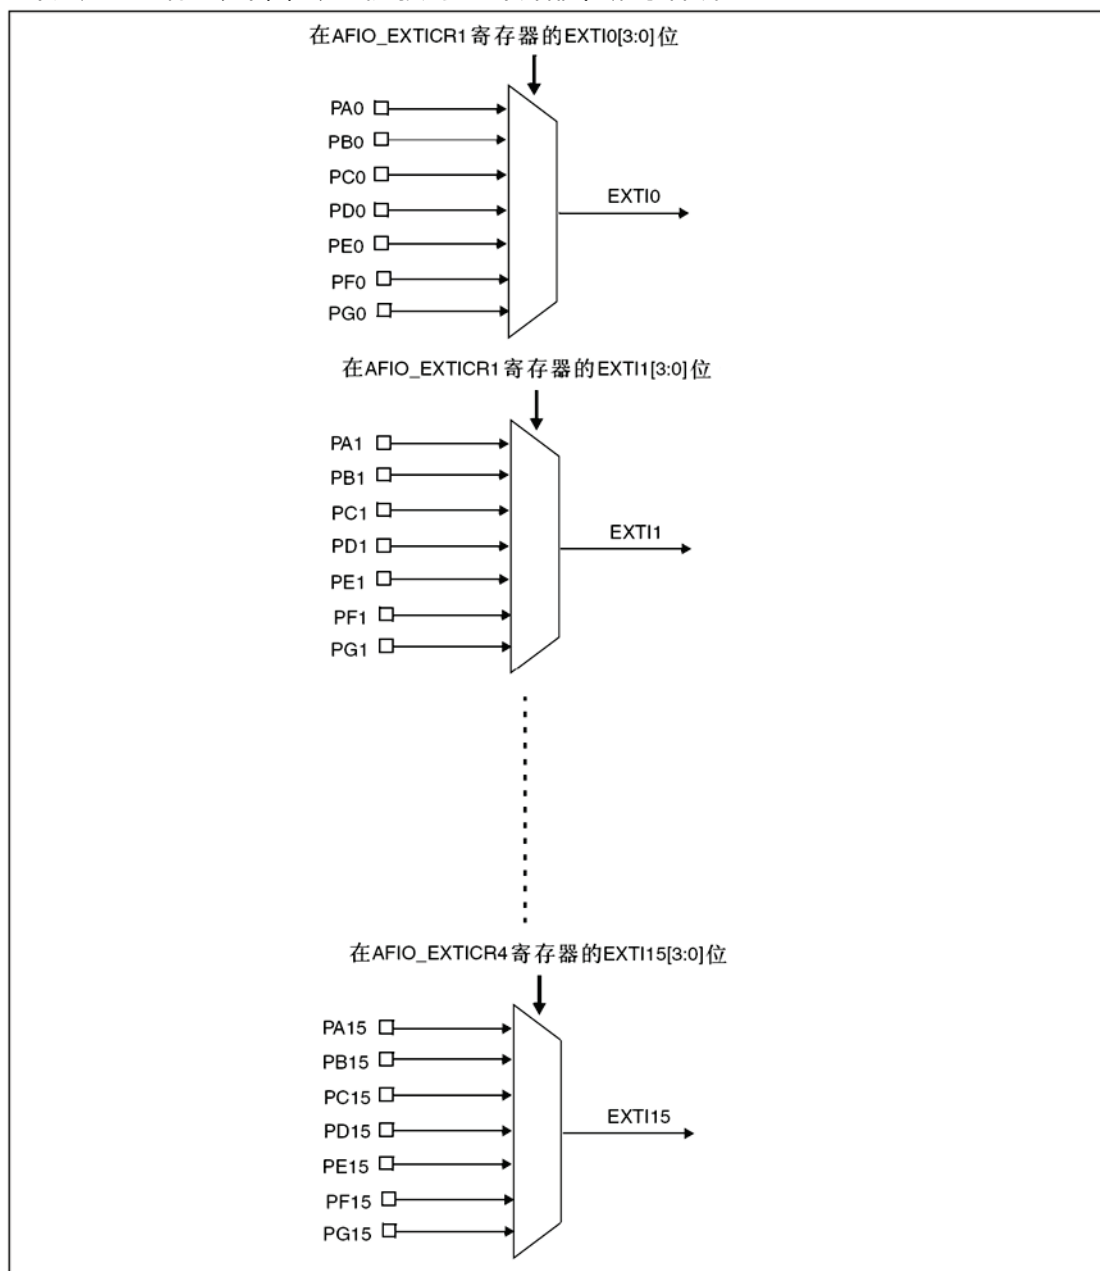 在AFIO_EXTICR1寄存器的EXTI0[3:0]位
PA0
PB0
PC0
PD0
PE0
PF0
PG0
EXTI0
在AFIO_EXTICR1寄存器的EXTI1[3:0]位
PA1
PB1
PC1
PD1
PE1
PF1
PG1
EXTI1
在AFIO_EXTICR4寄存器的EXTI15[3:0]位
PA15
PB15
PC15
PD15
PE15
PF15
PG15
EXTI15